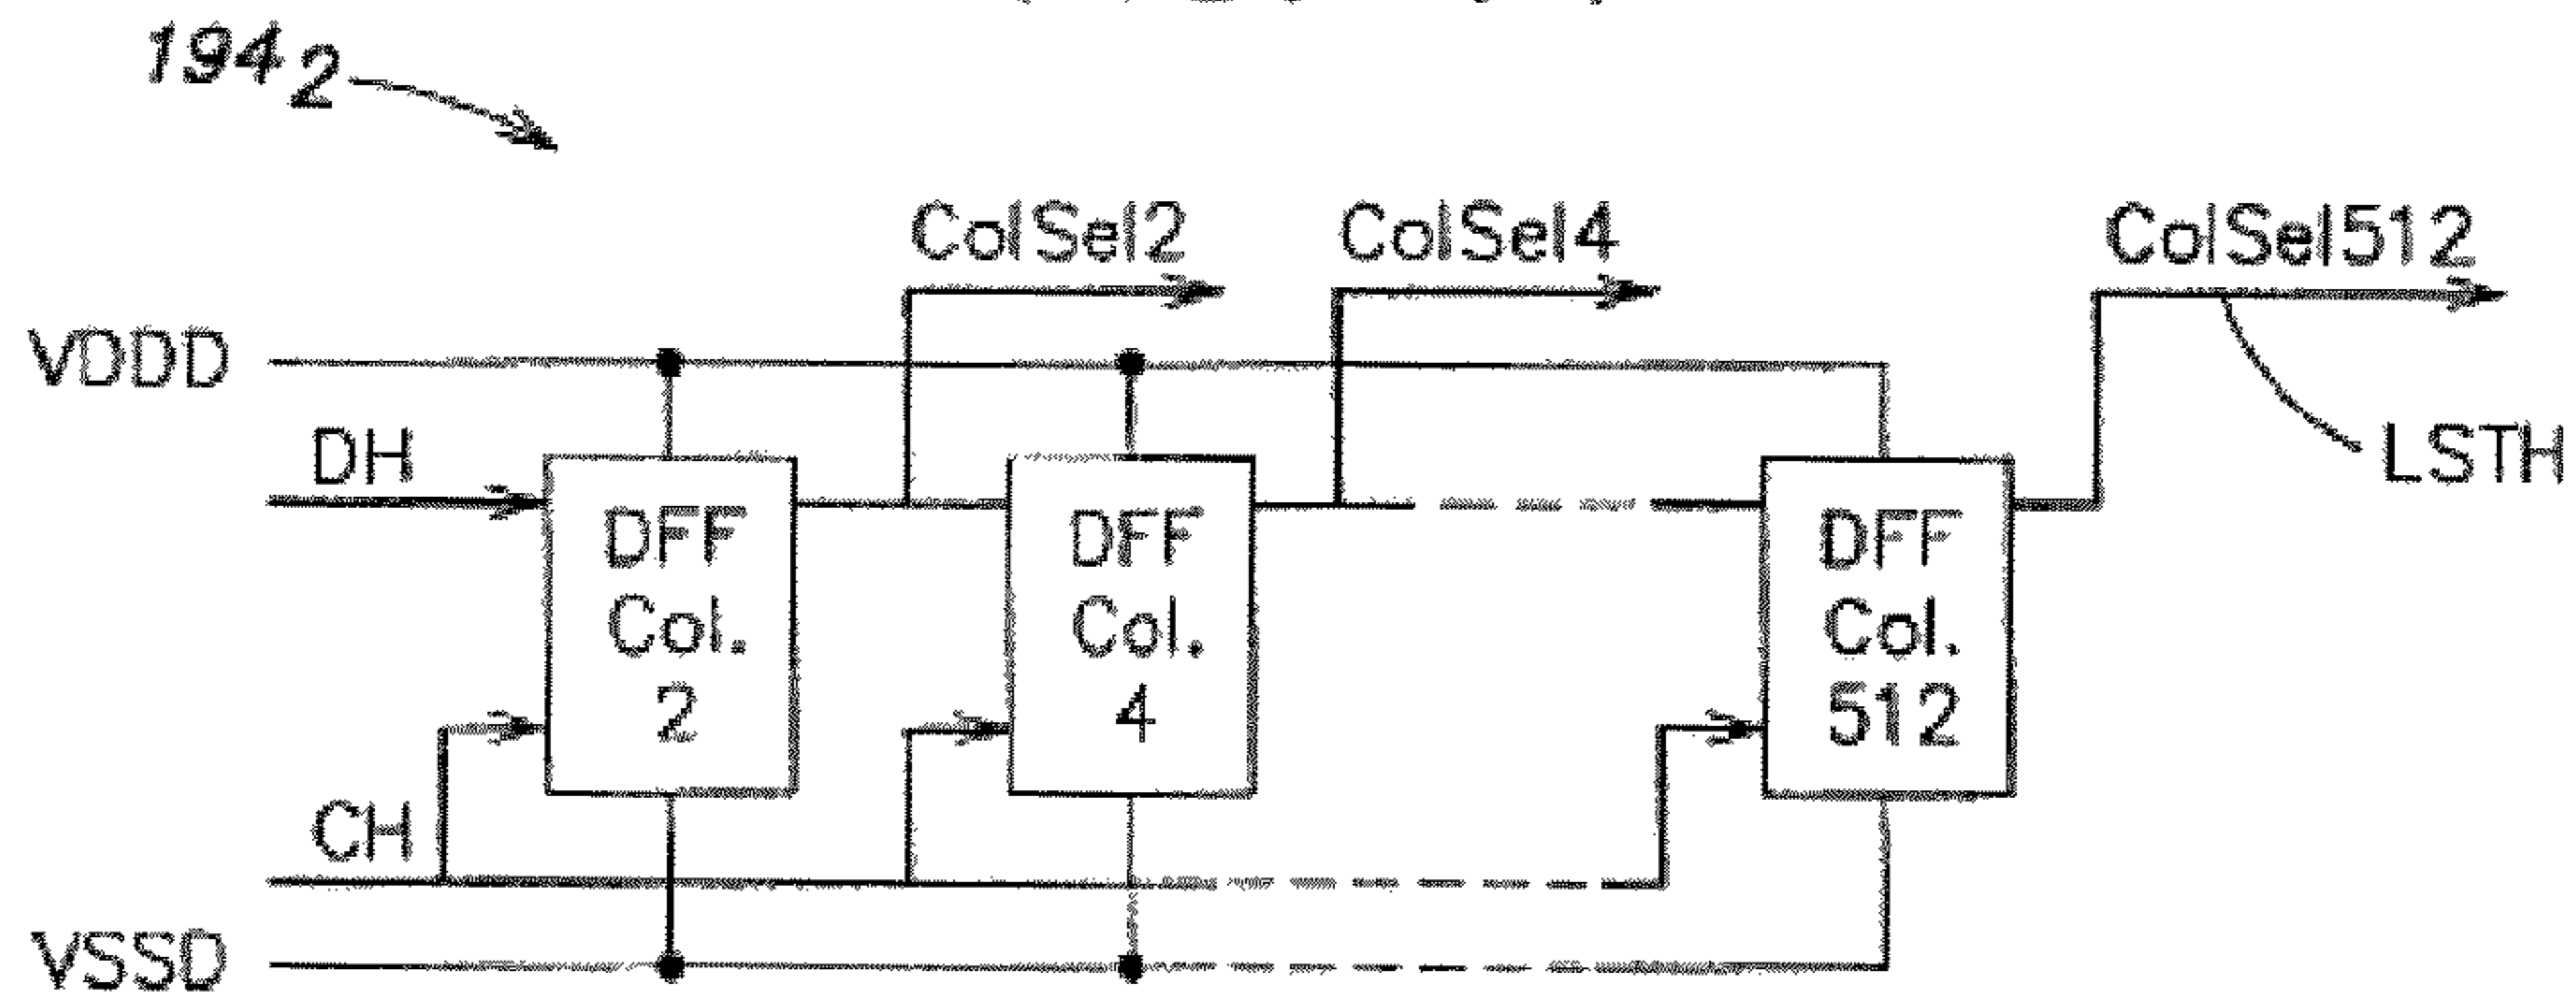 194₂
ColSel2
ColSel4
ColSel512
VDDD
DH
LSTH
DFF
Col.
2
DFF
Col.
4
DFF
Col.
512
CH
VSSD